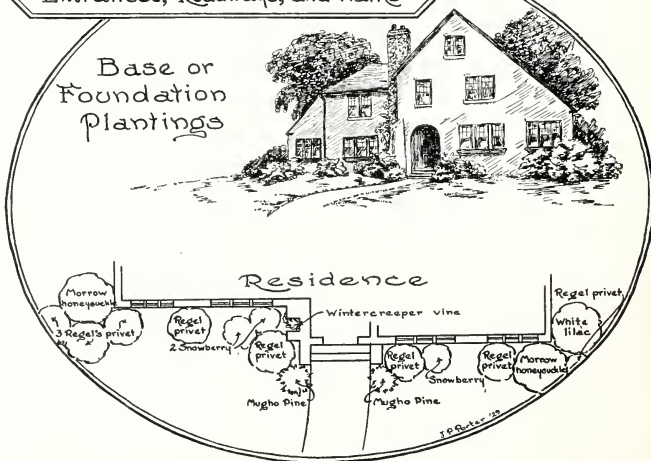 Entrances, Roadways, and Walks
Base or
Foundation
Plantings
Residence
Morrow
honeysuckle
3 Regel's privet
Regel
privet
2 Snowberry
Regel
privet
Wintercreeper vine
Mugho Pine
Mugho Pine
Regel
privet
Snowberry
Regel
privet
Morrow
honeysuckle
Regel privet
White
lilac
J.P. Porter '29